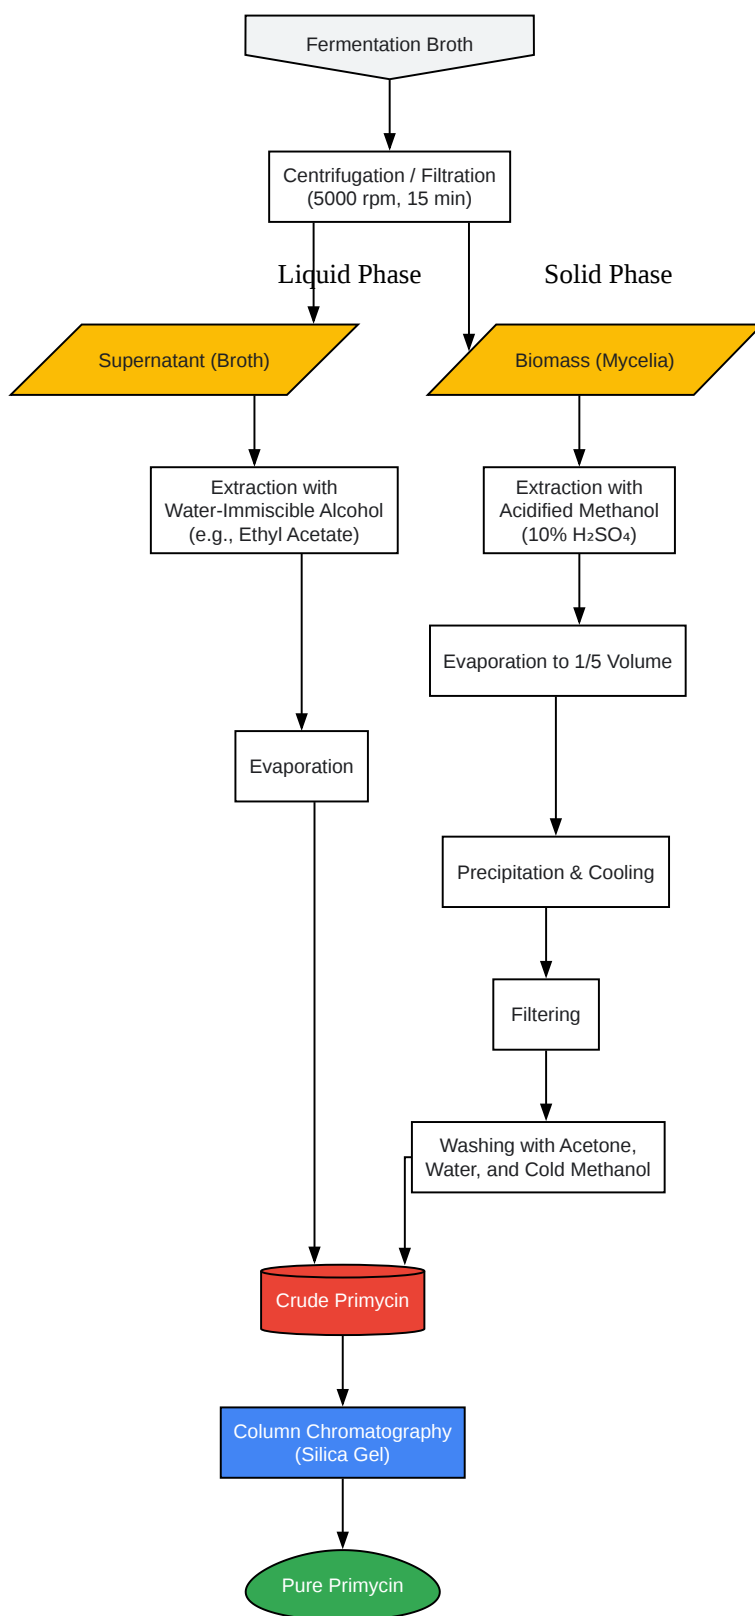 Fermentation Broth
Centrifugation / Filtration
(5000 rpm, 15 min)
Liquid Phase
Solid Phase
Supernatant (Broth)
Biomass (Mycelia)
Extraction with
Water-Immiscible Alcohol
(e.g., Ethyl Acetate)
Extraction with
Acidified Methanol
(10% H₂SO₄)
Evaporation to 1/5 Volume
Evaporation
Precipitation & Cooling
Filtering
Washing with Acetone,
Water, and Cold Methanol
Crude Primycin
Column Chromatography
(Silica Gel)
Pure Primycin